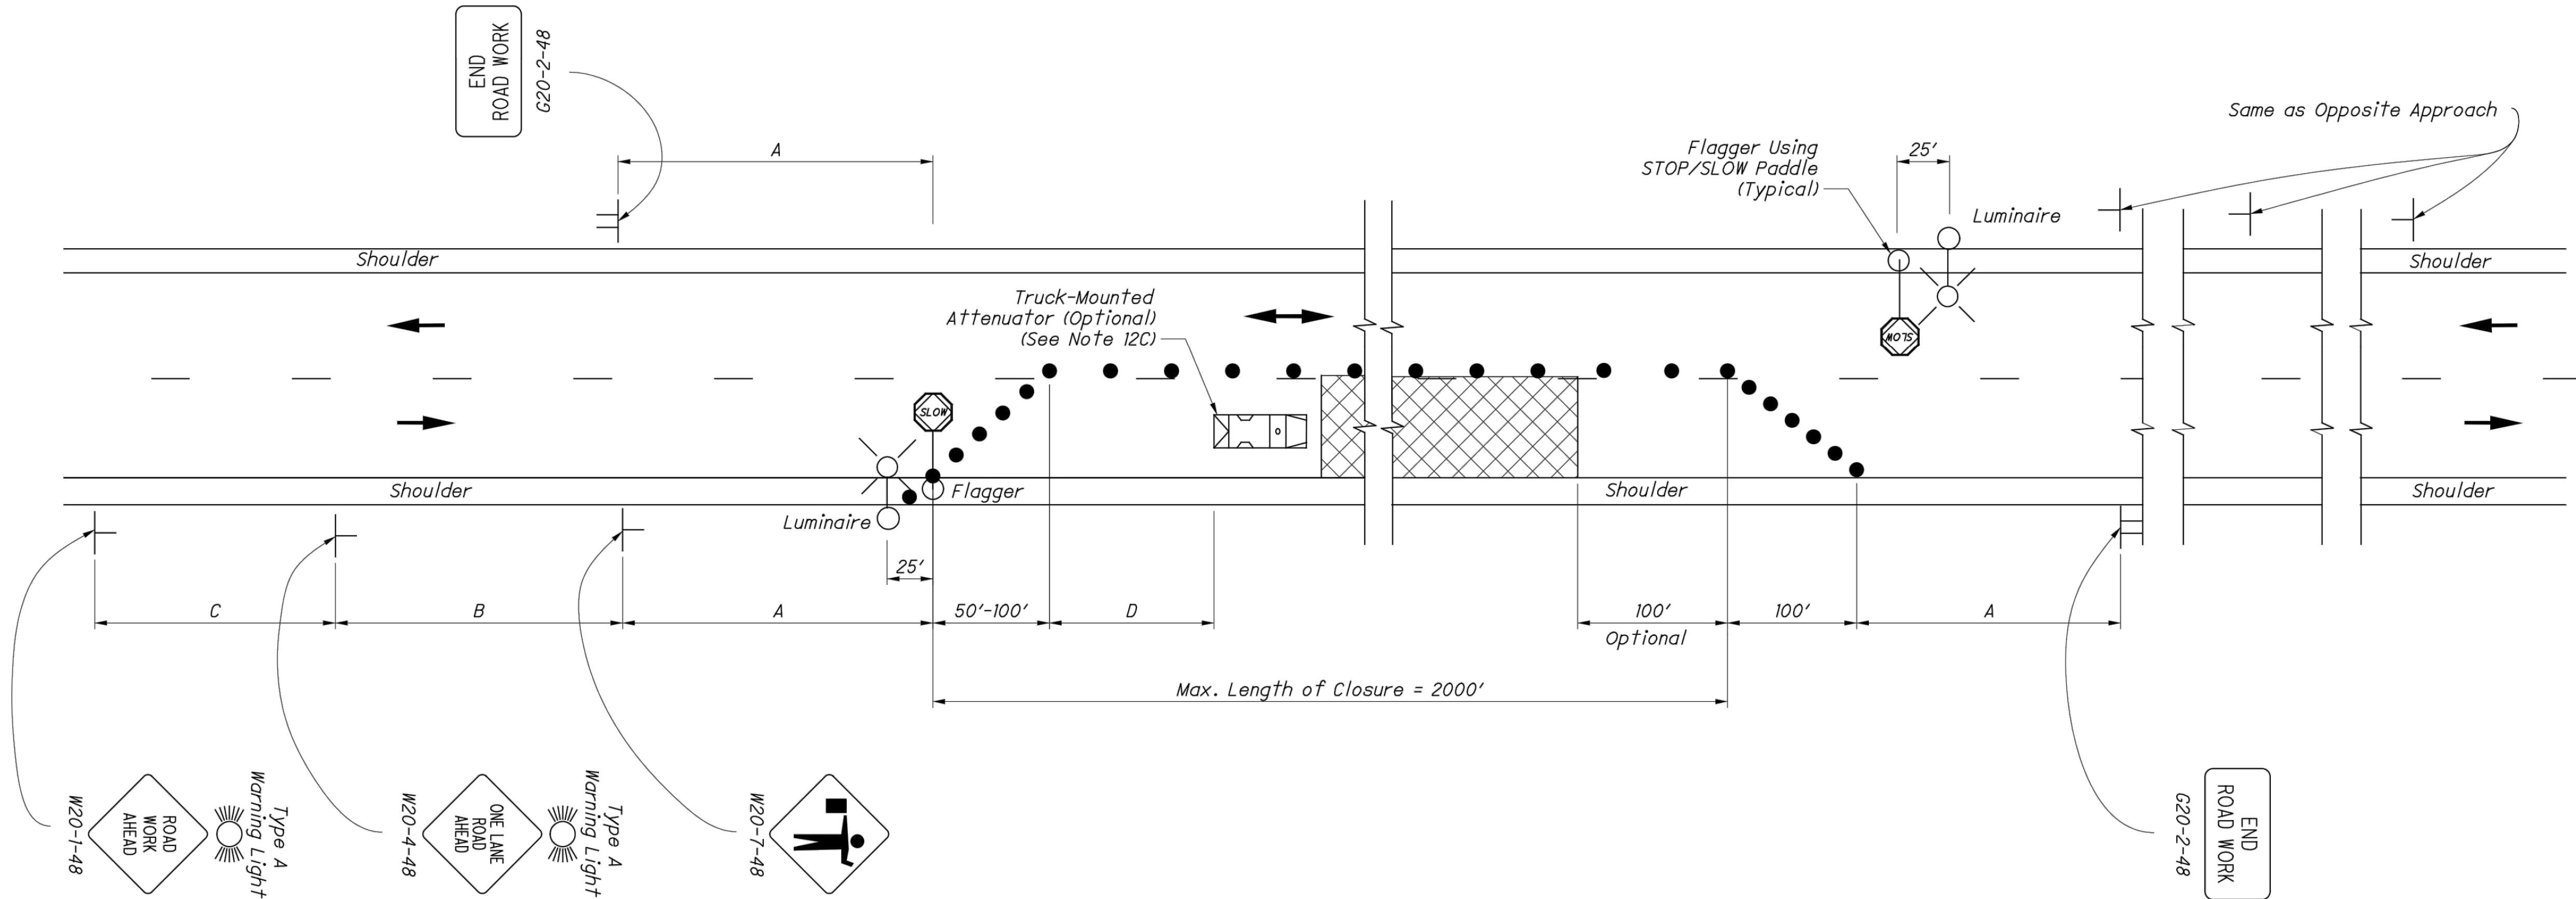 END
ROAD WORK
G20-2-48
A
Same as Opposite Approach
Flagger Using
STOP/SLOW Paddle
(Typical)
25'
Luminaire
Shoulder
Shoulder
Truck-Mounted
Attenuator (Optional)
(See Note 12C)
SLOW
SLOW
Shoulder
Flagger
Shoulder
Shoulder
Luminaire
25'
C
B
A
50'-100'
D
100'
Optional
100'
A
Max. Length of Closure = 2000'
W20-1-48
ROAD
WORK
AHEAD
Type A
Warning Light
W20-4-48
ONE LANE
ROAD
AHEAD
Type A
Warning Light
W20-7-48
G20-2-48
END
ROAD WORK